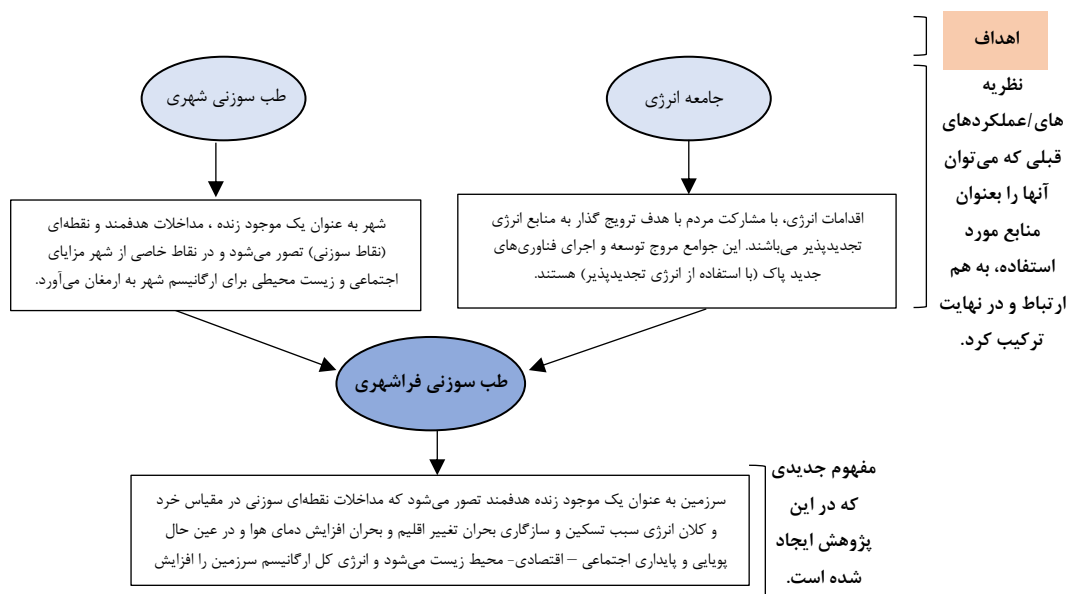 اهداف
نظریه
های/عملکردهای
قبلی که می‌توان
آنها را بعنوان
منابع مورد
استفاده، به هم
ارتباط و در نهایت
ترکیب کرد.
جامعه انرژی
طب سوزنی شهری
اقدامات انرژی، با مشارکت مردم با هدف ترویج گذار به منابع انرژی
تجدیدپذیر می‌باشند. این جوامع مروج توسعه و اجرای فناوری‌های
جدید پاک (با استفاده از انرژی تجدیدپذیر) هستند.
شهر به عنوان یک موجود زنده ، مداخلات هدفمند و نقطه‌ای
(نقاط سوزنی) تصور می‌شود و در نقاط خاصی از شهر مزایای
اجتماعی و زیست محیطی برای ارگانیسم شهر به ارمغان می‌آورد.
طب سوزنی فراشهری
مفهوم جدیدی
که در این
پژوهش ایجاد
شده است.
سرزمین به عنوان یک موجود زنده هدفمند تصور می‌شود که مداخلات نقطه‌ای سوزنی در مقیاس خرد
و کلان انرژی سبب تسکین و سازگاری بحران تغییر اقلیم و بحران افزایش دمای هوا و در عین حال
پویایی و پایداری اجتماعی – اقتصادی- محیط زیست می‌شود و انرژی کل ارگانیسم سرزمین را افزایش